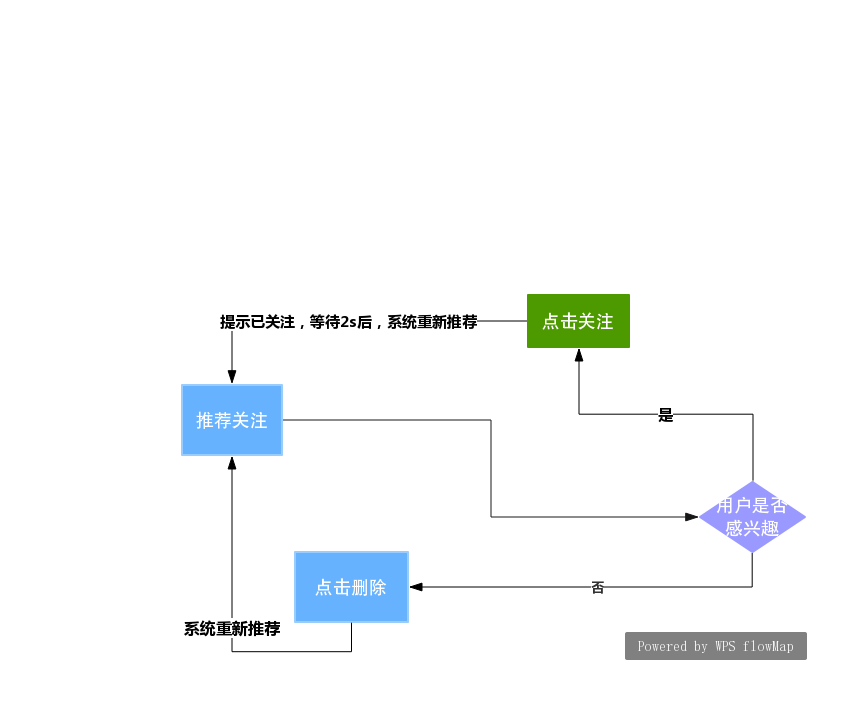 提示已关注，等待2s后，系统重新推荐
点击关注
推荐关注
是
用户是否
感兴趣
点击删除
否
系统重新推荐
Powered by WPS flowMap